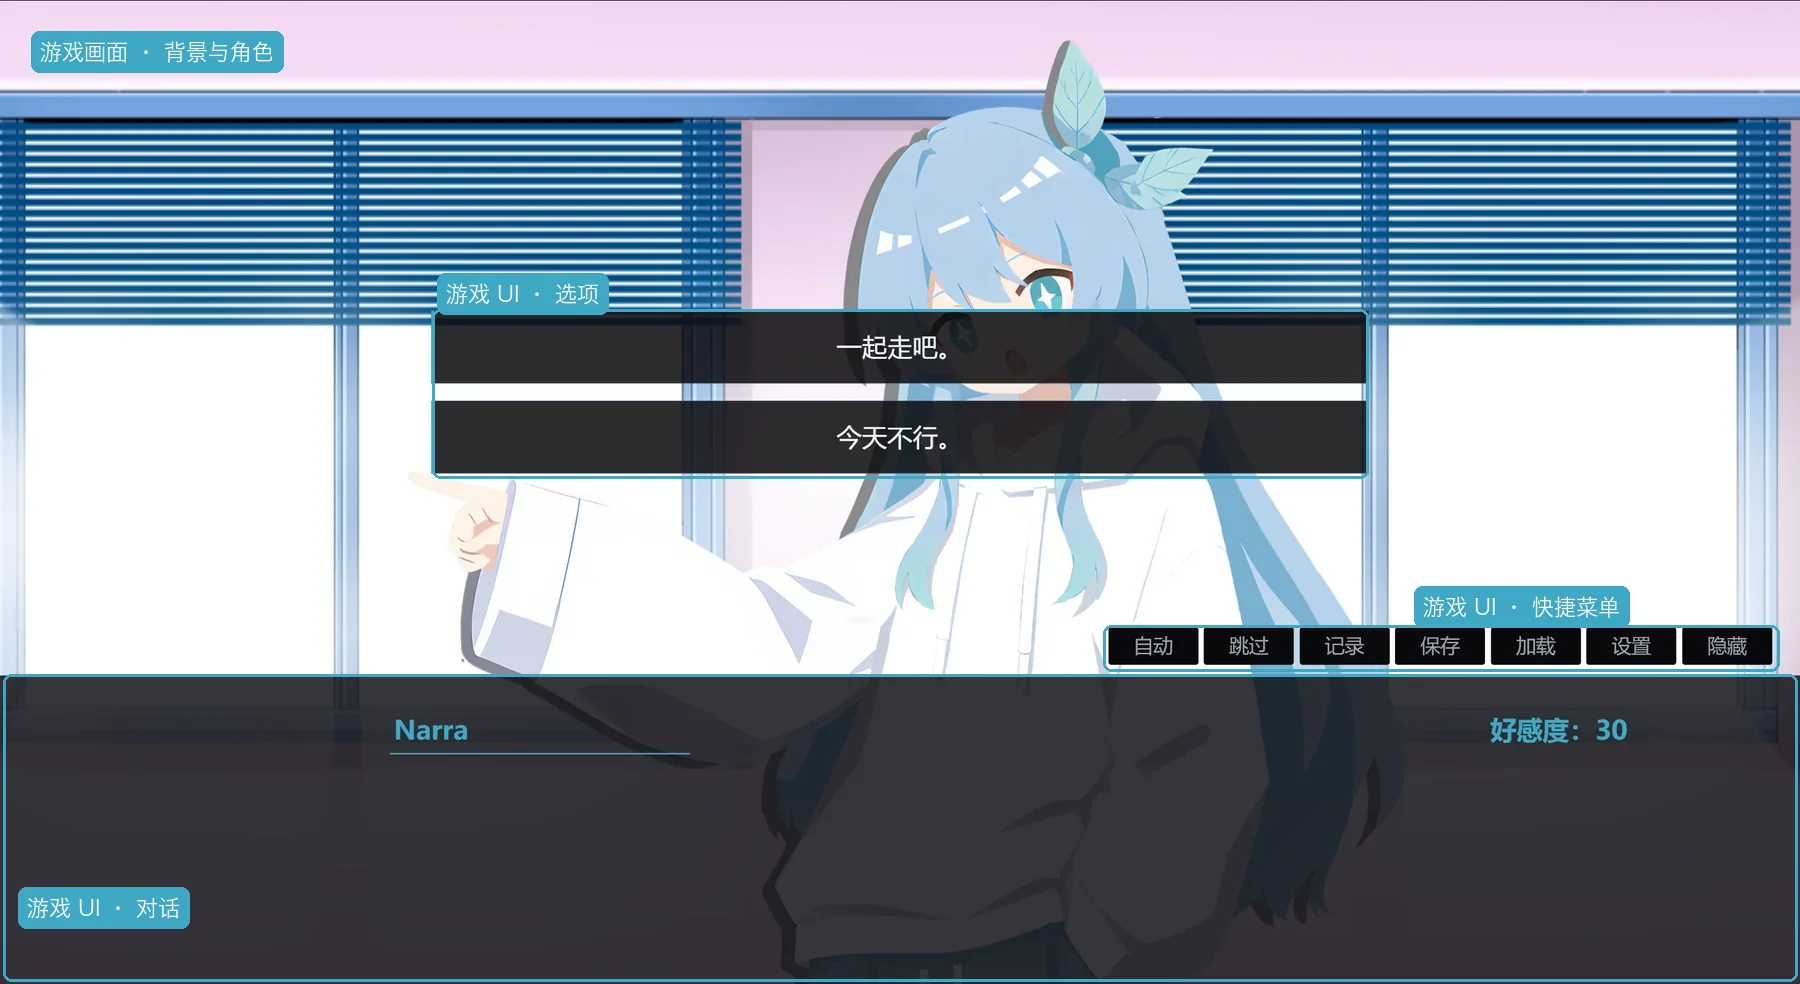 游戏画面 · 背景与角色
游戏 UI · 选项
一起走吧。
今天不行。
游戏 UI · 快捷菜单
自动 跳过 记录 保存 加载 设置 隐藏
Narra 好感度：30
游戏 UI · 对话